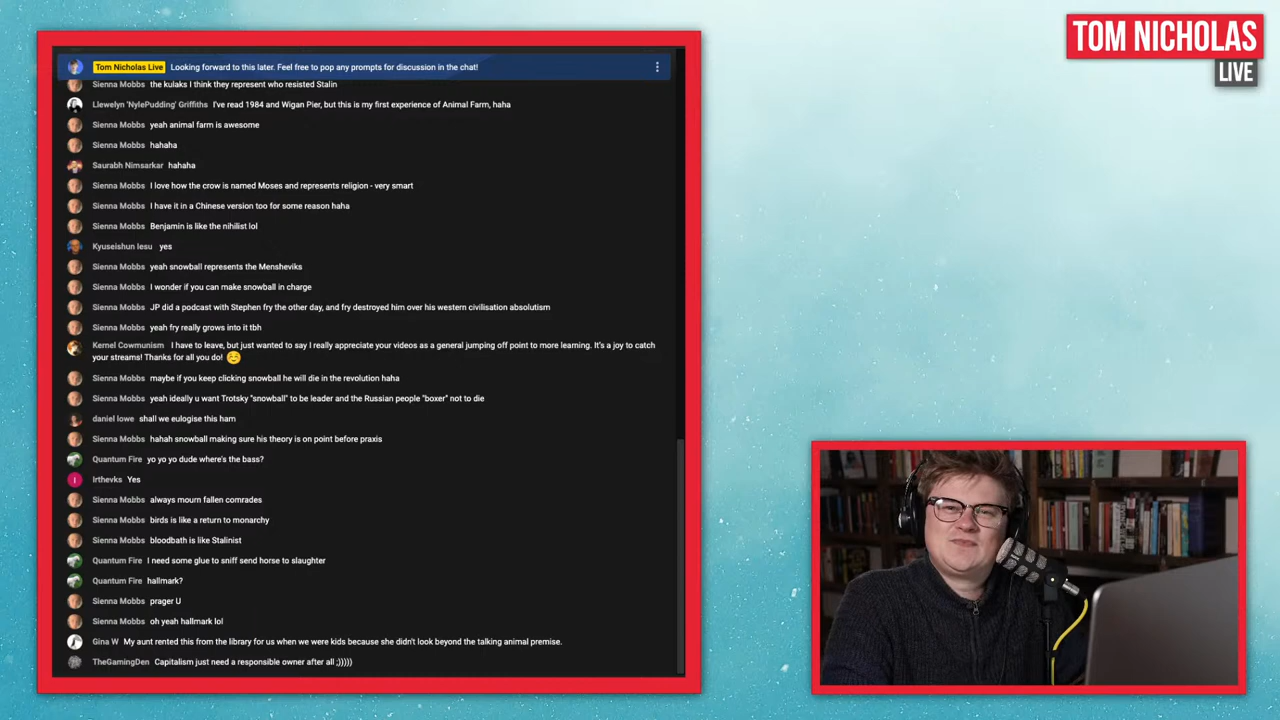 TOM NICHOLAS
LIVE
Tom Nicholas Live Looking forward to this later. Feel free to pop any prompts for discussion in the chat!
Sienna Mobbs the kulaks I think they represent who resisted Stalin
Llewelyn 'NylePudding' Griffiths I've read 1984 and Wigan Pier, but this is my first experience of Animal Farm, haha
Sienna Mobbs yeah animal farm is awesome
Sienna Mobbs hahaha
Saurabh Nimsarkar hahaha
Sienna Mobbs I love how the crow is named Moses and represents religion - very smart
Sienna Mobbs I have it in a Chinese version too for some reason haha
Sienna Mobbs Benjamin is like the nihilist lol
Kyuseishun Iesu yes
Sienna Mobbs yeah snowball represents the Mensheviks
Sienna Mobbs I wonder if you can make snowball in charge
Sienna Mobbs JP did a podcast with Stephen fry the other day, and fry destroyed him over his western civilisation absolutism
Sienna Mobbs yeah fry really grows into it tbh
Kernel Cowmunism I have to leave, but just wanted to say I really appreciate your videos as a general jumping off point to more learning. It's a joy to catch
your streams! Thanks for all you do! ☺️
Sienna Mobbs maybe if you keep clicking snowball he will die in the revolution haha
Sienna Mobbs yeah ideally u want Trotsky "snowball" to be leader and the Russian people "boxer" not to die
daniel lowe shall we eulogise this ham
Sienna Mobbs hahah snowball making sure his theory is on point before praxis
Quantum Fire yo yo yo dude where's the bass?
I
Irthevks Yes
Sienna Mobbs always mourn fallen comrades
Sienna Mobbs birds is like a return to monarchy
Sienna Mobbs bloodbath is like Stalinist
Quantum Fire I need some glue to sniff send horse to slaughter
Quantum Fire hallmark?
Sienna Mobbs prager U
Sienna Mobbs oh yeah hallmark lol
Gina W My aunt rented this from the library for us when we were kids because she didn't look beyond the talking animal premise.
TheGamingDen Capitalism just need a responsible owner after all ;)))))